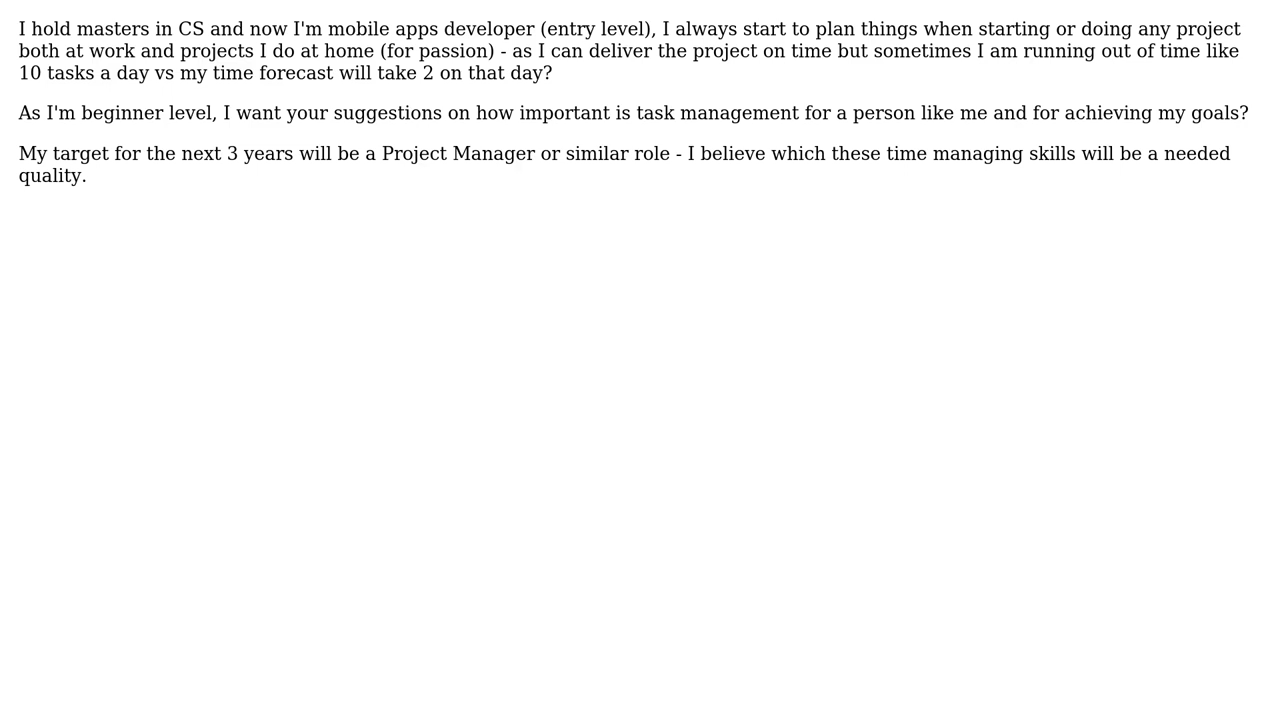 I hold masters in CS and now I'm mobile apps developer (entry level), I always start to plan things when starting or doing any project
both at work and projects I do at home (for passion) - as I can deliver the project on time but sometimes I am running out of time like
10 tasks a day vs my time forecast will take 2 on that day?
As I'm beginner level, I want your suggestions on how important is task management for a person like me and for achieving my goals?
My target for the next 3 years will be a Project Manager or similar role - I believe which these time managing skills will be a needed
quality.